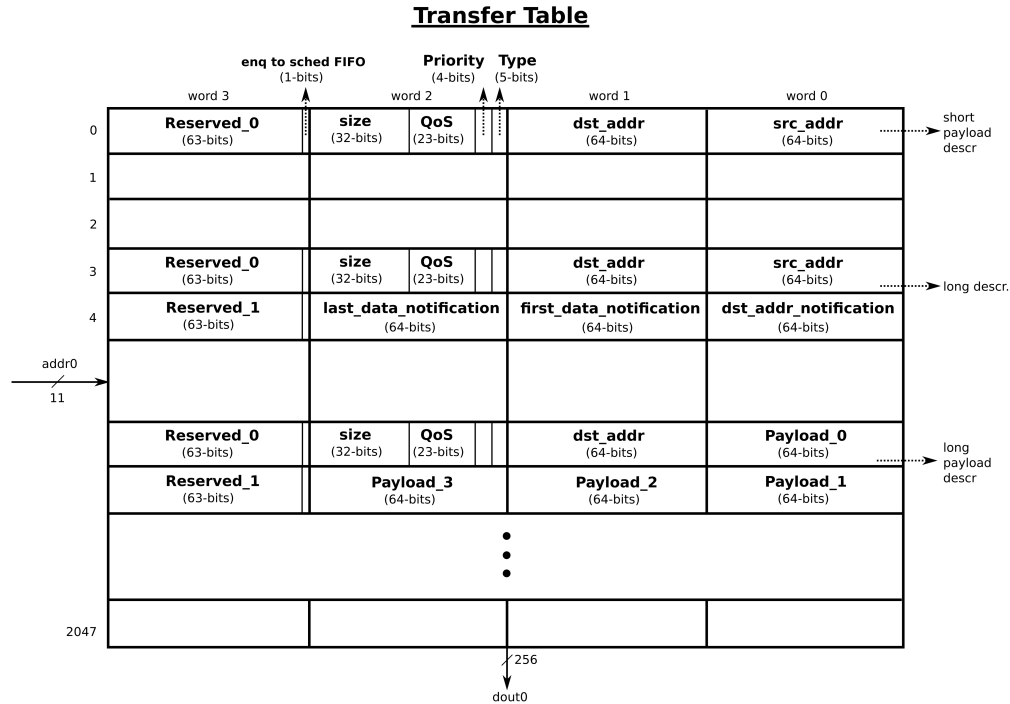 Transfer Table
enq to sched FIFO
(1-bits)
Priority
(4-bits)
Type
(5-bits)
word 3
word 2
word 1
word 0
0
Reserved_0
(63-bits)
size
(32-bits)
QoS
(23-bits)
dst_addr
(64-bits)
src_addr
(64-bits)
short
payload
descr
1
2
3
Reserved_0
(63-bits)
size
(32-bits)
QoS
(23-bits)
dst_addr
(64-bits)
src_addr
(64-bits)
long descr.
4
Reserved_1
(63-bits)
last_data_notification
(64-bits)
first_data_notification
(64-bits)
dst_addr_notification
(64-bits)
addr0
11
Reserved_0
(63-bits)
size
(32-bits)
QoS
(23-bits)
dst_addr
(64-bits)
Payload_0
(64-bits)
long
payload
descr
Reserved_1
(63-bits)
Payload_3
(64-bits)
Payload_2
(64-bits)
Payload_1
(64-bits)
2047
256
dout0